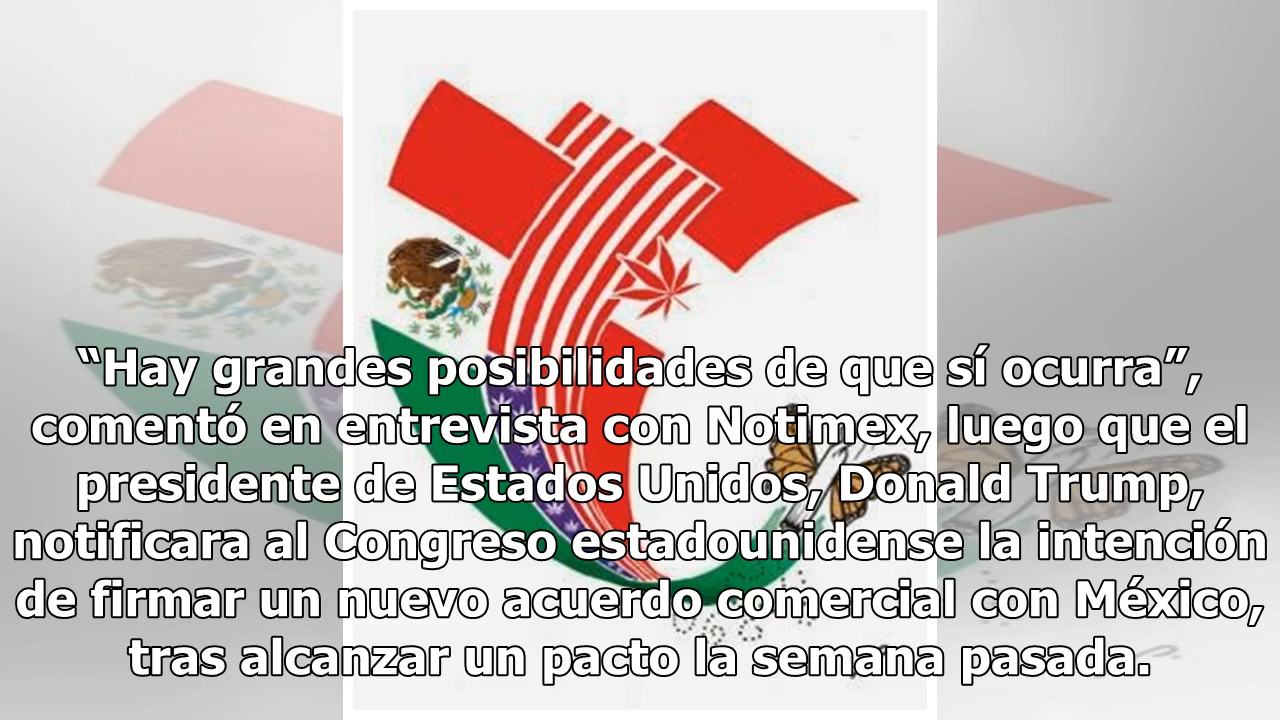 “Hay grandes posibilidades de que sí ocurra”,
comentó en entrevista con Notimex, luego que el
presidente de Estados Unidos, Donald Trump,
notificara al Congreso estadounidense la intención
de firmar un nuevo acuerdo comercial con México,
tras alcanzar un pacto la semana pasada.